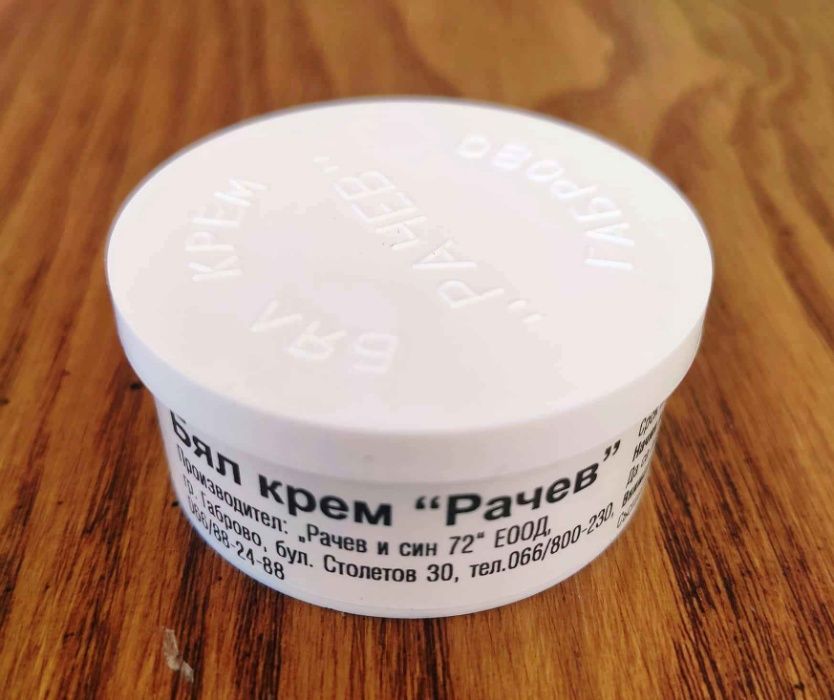 БЯЛ КРЕМ
„РАЧЕВ”
ГАБРОВО
Бял крем “Рачев”
Производител: „Рачев и син 72“ ЕООД,
гр. Габрово, бул. Столетов 30, тел.066/800-230,
066/88-24-88
Срок